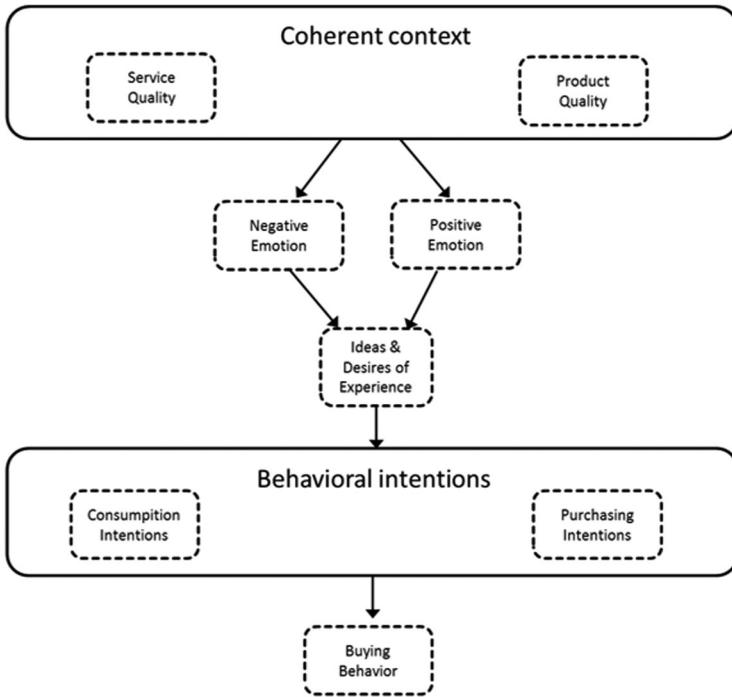 Coherent context
Service
Quality
Product
Quality
Negative
Emotion
Positive
Emotion
Ideas &
Desires of
Experience
Behavioral intentions
Consumpition
Intentions
Purchasing
Intentions
Buying
Behavior